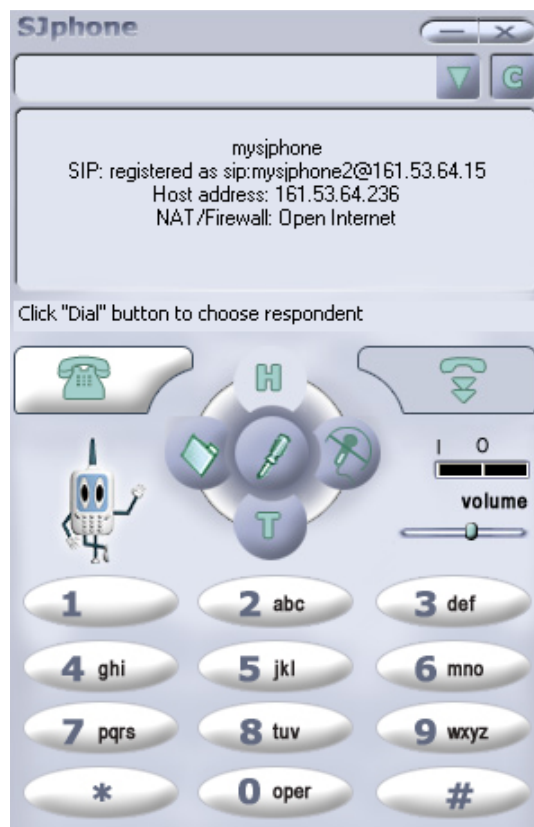 SJphone
C
mysjphone
SIP: registered as sip:mysjphone2@161.53.64.15
Host address: 161.53.64.236
NAT/Firewall: Open Internet
Click "Dial" button to choose respondent
H
T
I O
volume
1
2 abc
3 def
4 ghi
5 jkl
6 mno
7 pqrs
8 tuv
9 wxyz
*
0 oper
#